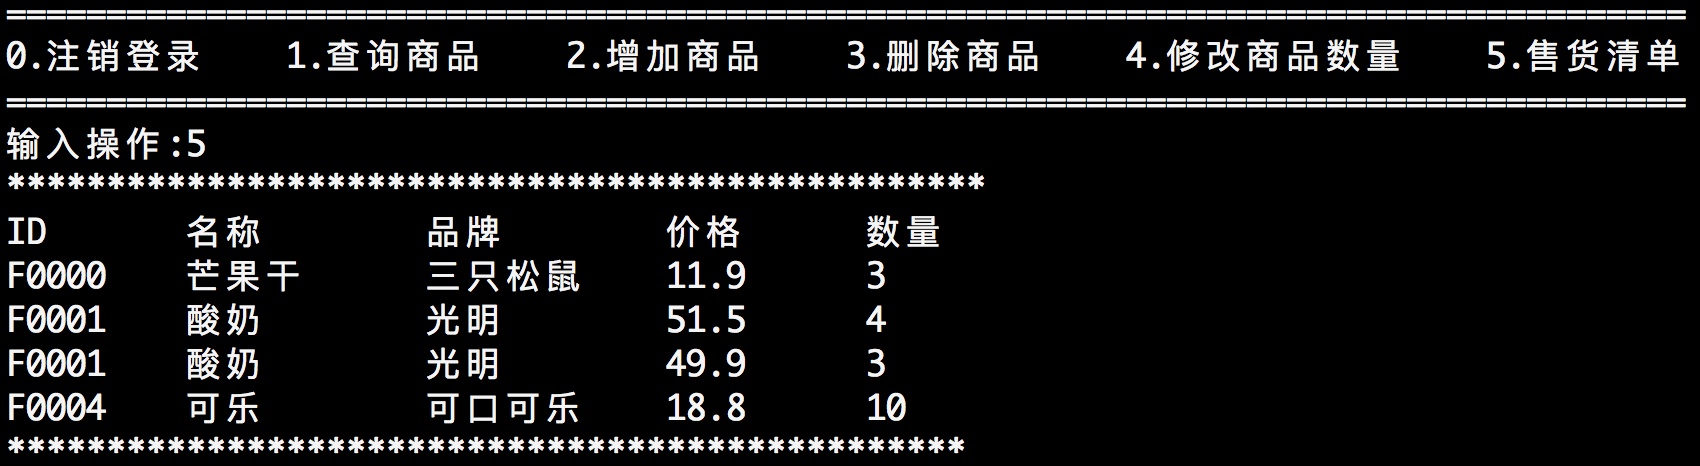 ====================================================================================
0.注销登录    1.查询商品    2.增加商品    3.删除商品    4.修改商品数量    5.售货清单
====================================================================================
输入操作:5
*************************************************
ID       名称        品牌        价格      数量
F0000    芒果干      三只松鼠    11.9      3
F0001    酸奶        光明        51.5      4
F0001    酸奶        光明        49.9      3
F0004    可乐        可口可乐    18.8      10
************************************************